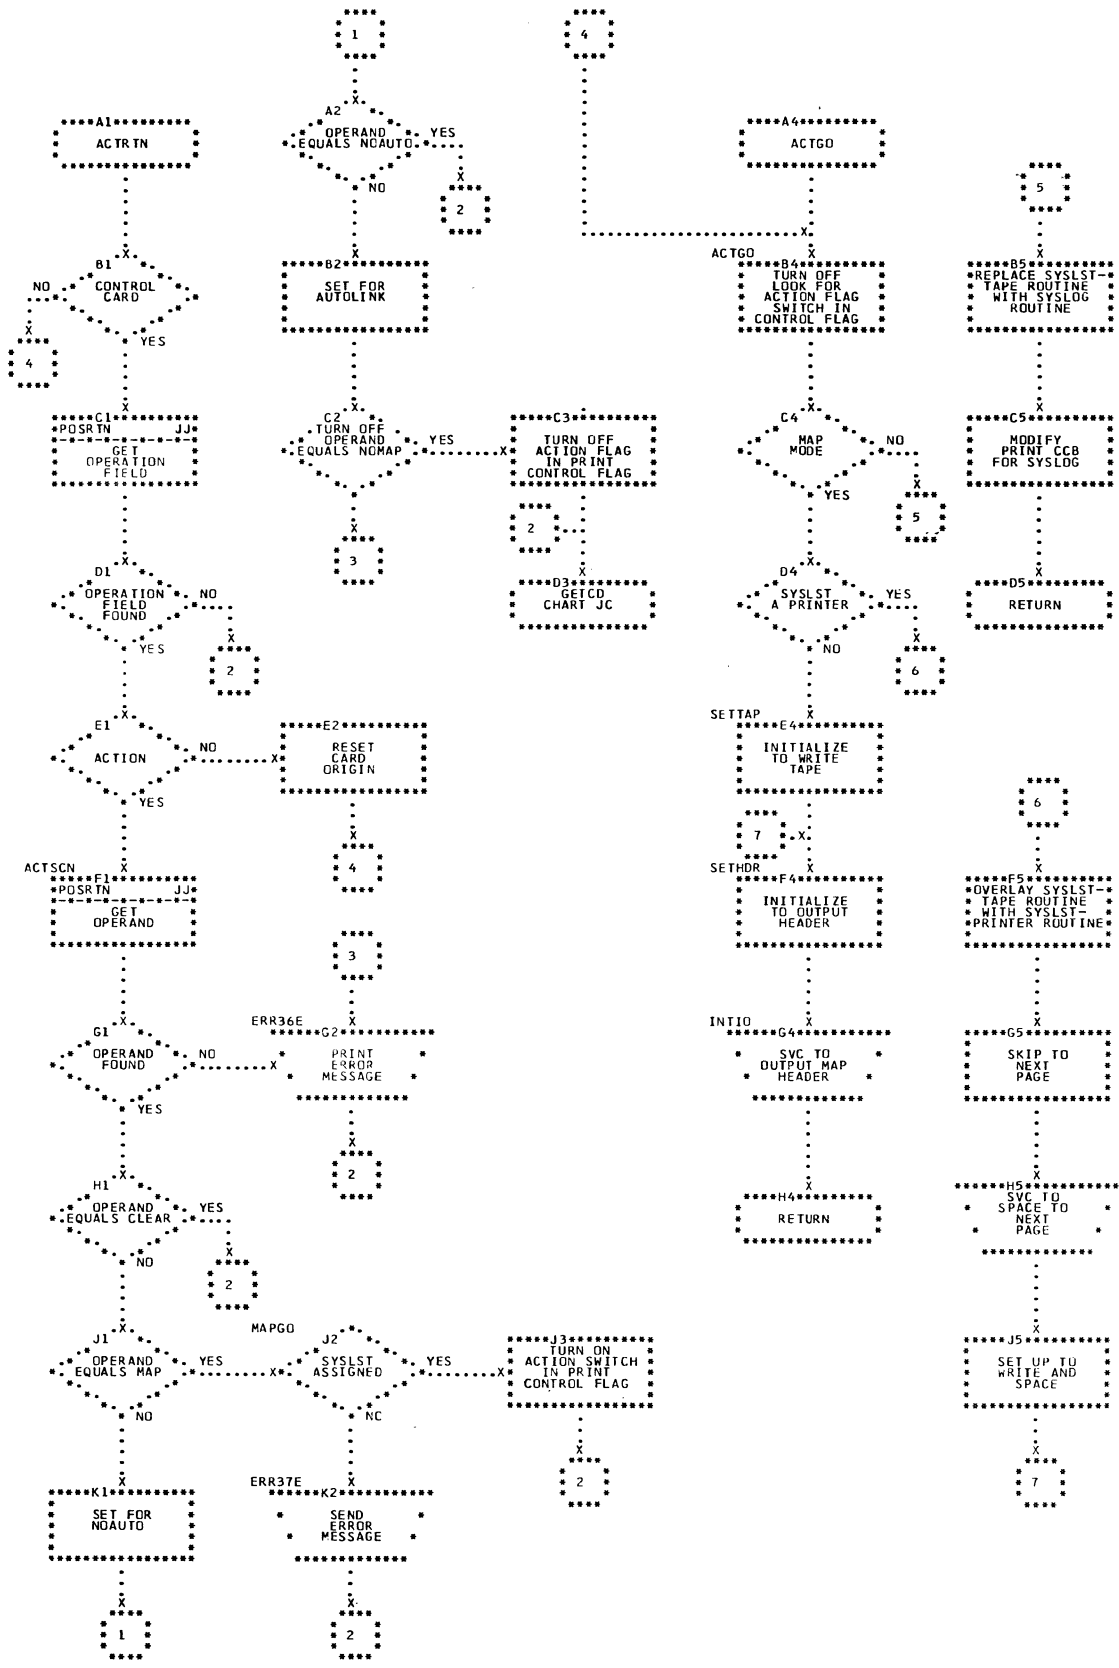 1
4
A1
ACTRTN
A2
OPERAND
EQUALS NOAUTO
YES
NO
2
A4
ACTGO
5
B1
CONTROL
CARD
NO
YES
4
B2
SET FOR
AUTOLINK
ACTGO
B4
TURN OFF
LOOK FOR
ACTION FLAG
SWITCH IN
CONTROL FLAG
B5
REPLACE SYSLST-
TAPE ROUTINE
WITH SYSLOG
ROUTINE
C1
POSRTN JJ
GET
OPERATION
FIELD
C2
TURN OFF
OPERAND
EQUALS NOMAP
YES
3
C3
TURN OFF
ACTION FLAG
IN PRINT
CONTROL FLAG
2
C4
MAP
MODE
NO
YES
5
C5
MODIFY
PRINT CCB
FOR SYSLOG
D1
OPERATION
FIELD
FOUND
NO
YES
2
D3
GETCD
CHART JC
D4
SYSLST
A PRINTER
YES
NO
6
D5
RETURN
E1
ACTION
NO
YES
E2
RESET
CARD
ORIGIN
4
SETTAP
E4
INITIALIZE
TO WRITE
TAPE
7
6
ACTSCN
F1
POSRTN JJ
GET
OPERAND
3
SETHDR
F4
INITIALIZE
TO OUTPUT
HEADER
F5
OVERLAY SYSLST-
TAPE ROUTINE
WITH SYSLST-
PRINTER ROUTINE
G1
OPERAND
FOUND
NO
YES
ERR36E
G2
PRINT
ERROR
MESSAGE
2
INTIO
G4
SVC TO
OUTPUT MAP
HEADER
G5
SKIP TO
NEXT
PAGE
H1
OPERAND
EQUALS CLEAR
YES
NO
2
H4
RETURN
H5
SVC TO
SPACE TO
NEXT
PAGE
J1
OPERAND
EQUALS MAP
YES
NO
MAPGO
J2
SYSLST
ASSIGNED
YES
NC
J3
TURN ON
ACTION SWITCH
IN PRINT
CONTROL FLAG
2
J5
SET UP TO
WRITE AND
SPACE
7
K1
SET FOR
NOAUTO
1
ERR37E
K2
SEND
ERROR
MESSAGE
2